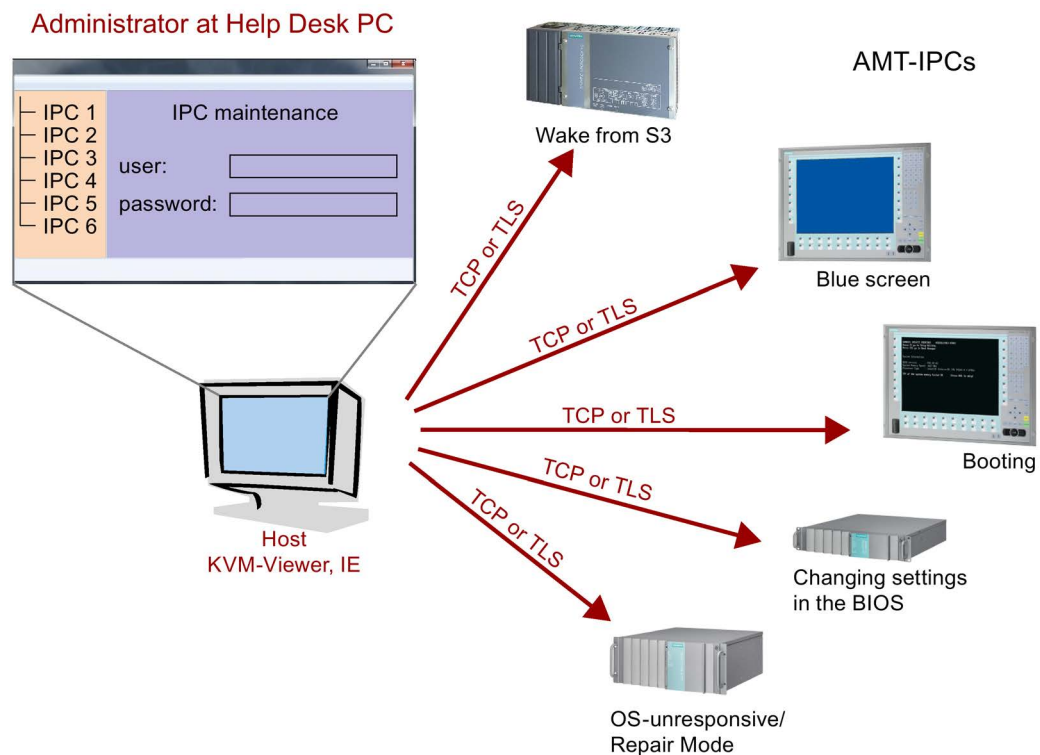 Administrator at Help Desk PC
AMT-IPCs
IPC 1
IPC 2
IPC 3
IPC 4
IPC 5
IPC 6
IPC maintenance
user:
password:
Wake from S3
TCP or TLS
Blue screen
TCP or TLS
TCP or TLS
Booting
TCP or TLS
Changing settings
in the BIOS
TCP or TLS
Host
KVM-Viewer, IE
OS-unresponsive/
Repair Mode